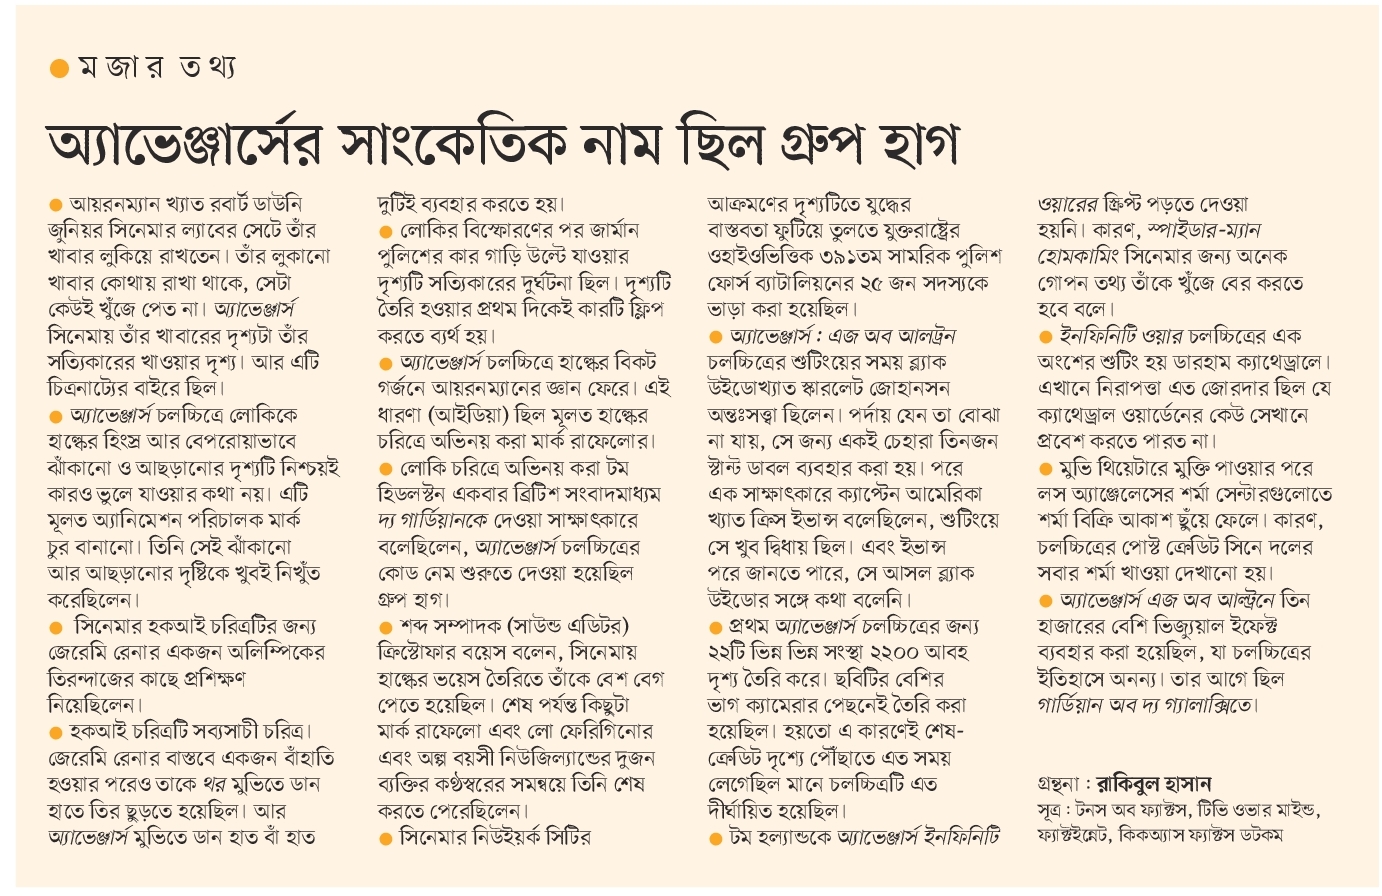 ● ম জা র ত থ্য
অ্যাভেঞ্জার্সের সাংকেতিক নাম ছিল গ্রুপ হাগ
● আয়রনম্যান খ্যাত রবার্ট ডাউনি
জুনিয়র সিনেমার ল্যাবের সেটে তাঁর
খাবার লুকিয়ে রাখতেন। তাঁর লুকানো
খাবার কোথায় রাখা থাকে, সেটা
কেউই খুঁজে পেত না। অ্যাভেঞ্জার্স
সিনেমায় তাঁর খাবারের দৃশ্যটা তাঁর
সত্যিকারের খাওয়ার দৃশ্য। আর এটি
চিত্রনাট্যের বাইরে ছিল।
● অ্যাভেঞ্জার্স চলচ্চিত্রে লোকিকে
হাল্কের হিংস্র আর বেপরোয়াভাবে
ঝাঁকানো ও আছড়ানোর দৃশ্যটি নিশ্চয়ই
কারও ভুলে যাওয়ার কথা নয়। এটি
মূলত অ্যানিমেশন পরিচালক মার্ক
চুর বানানো। তিনি সেই ঝাঁকানো
আর আছড়ানোর দৃষ্টিকে খুবই নিখুঁত
করেছিলেন।
● সিনেমার হকআই চরিত্রটির জন্য
জেরেমি রেনার একজন অলিম্পিকের
তিরন্দাজের কাছে প্রশিক্ষণ
নিয়েছিলেন।
● হকআই চরিত্রটি সব্যসাচী চরিত্র।
জেরেমি রেনার বাস্তবে একজন বাঁহাতি
হওয়ার পরেও তাকে থর মুভিতে ডান
হাতে তির ছুড়তে হয়েছিল। আর
অ্যাভেঞ্জার্স মুভিতে ডান হাত বাঁ হাত
দুটিই ব্যবহার করতে হয়।
● লোকির বিস্ফোরণের পর জার্মান
পুলিশের কার গাড়ি উল্টে যাওয়ার
দৃশ্যটি সত্যিকারের দুর্ঘটনা ছিল। দৃশ্যটি
তৈরি হওয়ার প্রথম দিকেই কারটি ফ্লিপ
করতে ব্যর্থ হয়।
● অ্যাভেঞ্জার্স চলচ্চিত্রে হাল্কের বিকট
গর্জনে আয়রনম্যানের জ্ঞান ফেরে। এই
ধারণা (আইডিয়া) ছিল মূলত হাল্কের
চরিত্রে অভিনয় করা মার্ক রাফেলোর।
● লোকি চরিত্রে অভিনয় করা টম
হিডলস্টন একবার ব্রিটিশ সংবাদমাধ্যম
দ্য গার্ডিয়ানকে দেওয়া সাক্ষাৎকারে
বলেছিলেন, অ্যাভেঞ্জার্স চলচ্চিত্রের
কোড নেম শুরুতে দেওয়া হয়েছিল
গ্রুপ হাগ।
● শব্দ সম্পাদক (সাউন্ড এডিটর)
ক্রিস্টোফার বয়েস বলেন, সিনেমায়
হাল্কের ভয়েস তৈরিতে তাঁকে বেশ বেগ
পেতে হয়েছিল। শেষ পর্যন্ত কিছুটা
মার্ক রাফেলো এবং লো ফেরিগিনোর
এবং অল্প বয়সী নিউজিল্যান্ডের দুজন
ব্যক্তির কণ্ঠস্বরের সমন্বয়ে তিনি শেষ
করতে পেরেছিলেন।
● সিনেমার নিউইয়র্ক সিটির
আক্রমণের দৃশ্যটিতে যুদ্ধের
বাস্তবতা ফুটিয়ে তুলতে যুক্তরাষ্ট্রের
ওহাইওভিত্তিক ৩৯১তম সামরিক পুলিশ
ফোর্স ব্যাটালিয়নের ২৫ জন সদস্যকে
ভাড়া করা হয়েছিল।
● অ্যাভেঞ্জার্স : এজ অব আলট্রন
চলচ্চিত্রের শুটিংয়ের সময় ব্ল্যাক
উইডোখ্যাত স্কারলেট জোহানসন
অন্তঃসত্ত্বা ছিলেন। পর্দায় যেন তা বোঝা
না যায়, সে জন্য একই চেহারা তিনজন
স্টান্ট ডাবল ব্যবহার করা হয়। পরে
এক সাক্ষাৎকারে ক্যাপ্টেন আমেরিকা
খ্যাত ক্রিস ইভান্স বলেছিলেন, শুটিংয়ে
সে খুব দ্বিধায় ছিল। এবং ইভান্স
পরে জানতে পারে, সে আসল ব্ল্যাক
উইডোর সঙ্গে কথা বলেনি।
● প্রথম অ্যাভেঞ্জার্স চলচ্চিত্রের জন্য
২২টি ভিন্ন ভিন্ন সংস্থা ২২০০ আবহ
দৃশ্য তৈরি করে। ছবিটির বেশির
ভাগ ক্যামেরার পেছনেই তৈরি করা
হয়েছিল। হয়তো এ কারণেই শেষ-
ক্রেডিট দৃশ্যে পৌঁছাতে এত সময়
লেগেছিল মানে চলচ্চিত্রটি এত
দীর্ঘায়িত হয়েছিল।
● টম হল্যান্ডকে অ্যাভেঞ্জার্স ইনফিনিটি
ওয়ারের স্ক্রিপ্ট পড়তে দেওয়া
হয়নি। কারণ, স্পাইডার-ম্যান
হোমকামিং সিনেমার জন্য অনেক
গোপন তথ্য তাঁকে খুঁজে বের করতে
হবে বলে।
● ইনফিনিটি ওয়ার চলচ্চিত্রের এক
অংশের শুটিং হয় ডারহাম ক্যাথেড্রালে।
এখানে নিরাপত্তা এত জোরদার ছিল যে
ক্যাথেড্রাল ওয়ার্ডেনের কেউ সেখানে
প্রবেশ করতে পারত না।
● মুভি থিয়েটারে মুক্তি পাওয়ার পরে
লস অ্যাঞ্জেলেসের শর্মা সেন্টারগুলোতে
শর্মা বিক্রি আকাশ ছুঁয়ে ফেলে। কারণ,
চলচ্চিত্রের পোস্ট ক্রেডিট সিনে দলের
সবার শর্মা খাওয়া দেখানো হয়।
● অ্যাভেঞ্জার্স এজ অব আল্ট্রনে তিন
হাজারের বেশি ভিজ্যুয়াল ইফেক্ট
ব্যবহার করা হয়েছিল, যা চলচ্চিত্রের
ইতিহাসে অনন্য। তার আগে ছিল
গার্ডিয়ান অব দ্য গ্যালাক্সিতে।
গ্রন্থনা : রাকিবুল হাসান
সূত্র : টনস অব ফ্যাক্টস, টিভি ওভার মাইন্ড,
ফ্যাক্টইন্নেট, কিকঅ্যাস ফ্যাক্টস ডটকম